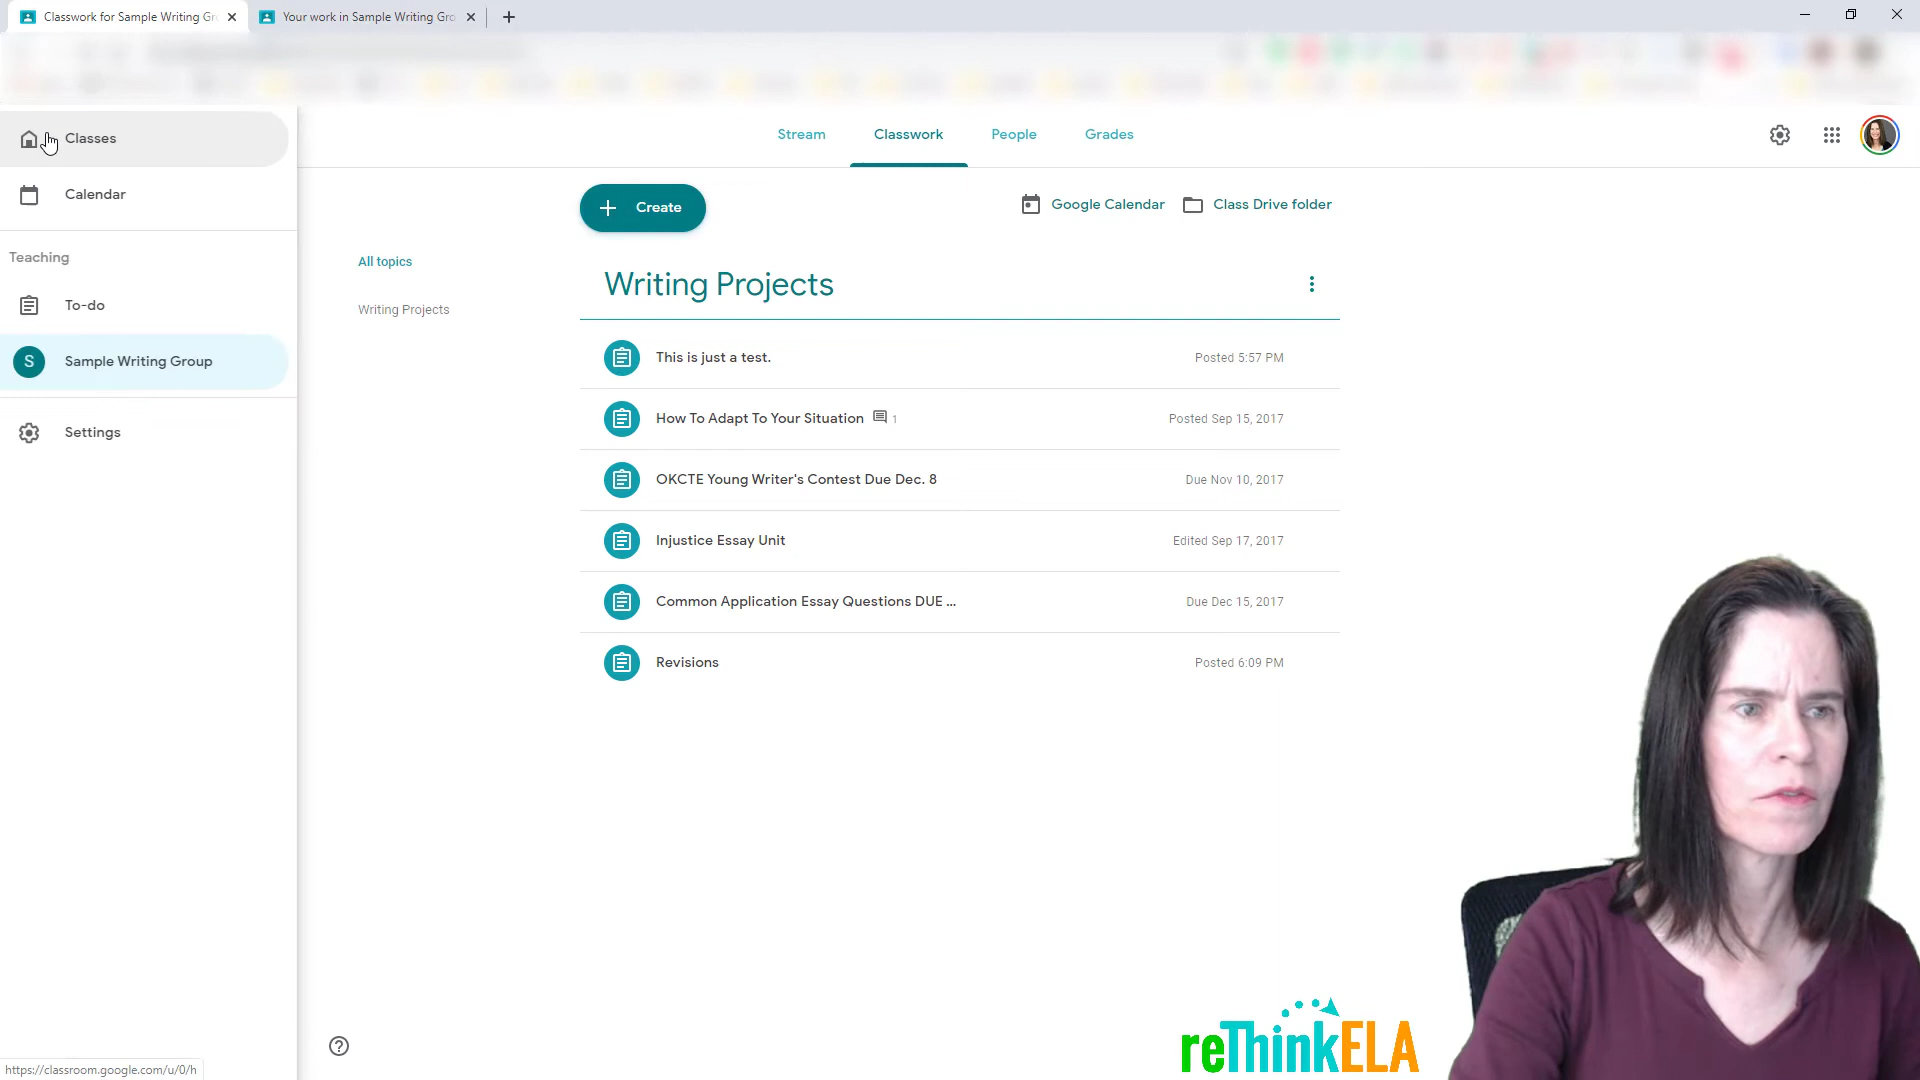 Classwork for Sample Writing Gr
Your work in Sample Writing Gro
Classes
Calendar
Teaching
To-do
S
Sample Writing Group
Settings
Stream
Classwork
People
Grades
Create
Google Calendar
Class Drive folder
All topics
Writing Projects
Writing Projects
This is just a test.
Posted 5:57 PM
How To Adapt To Your Situation 1
Posted Sep 15, 2017
OKCTE Young Writer's Contest Due Dec. 8
Due Nov 10, 2017
Injustice Essay Unit
Edited Sep 17, 2017
Common Application Essay Questions DUE ...
Due Dec 15, 2017
Revisions
Posted 6:09 PM
reThinkELA
https://classroom.google.com/u/0/h